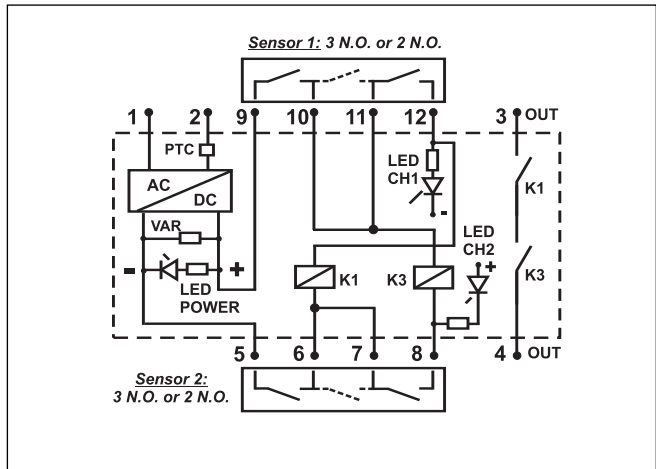 Sensor 1: 3 N.O. or 2 N.O.
1 2 9 10 11 12 3 OUT
PTC
LED
CH1
AC
DC
K1
-
VAR
LED
CH2
- + +
K1 K3 K3
LED
POWER
5 6 7 8 4 OUT
Sensor 2:
3 N.O. or 2 N.O.